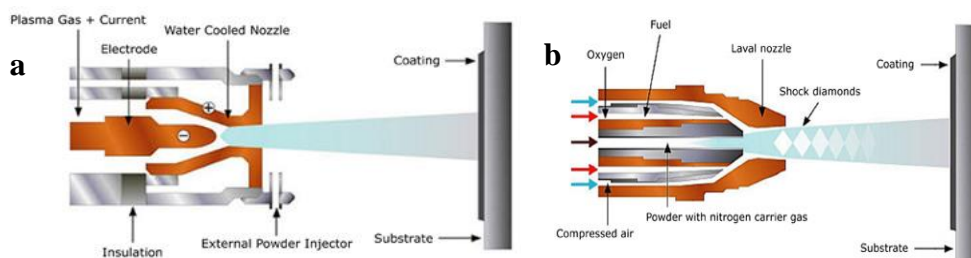 a
Plasma Gas + Current
Electrode
Water Cooled Nozzle
Coating
+
−
Insulation
External Powder Injector
Substrate
b
Oxygen
Fuel
Laval nozzle
Shock diamonds
Coating
Powder with nitrogen carrier gas
Compressed air
Substrate